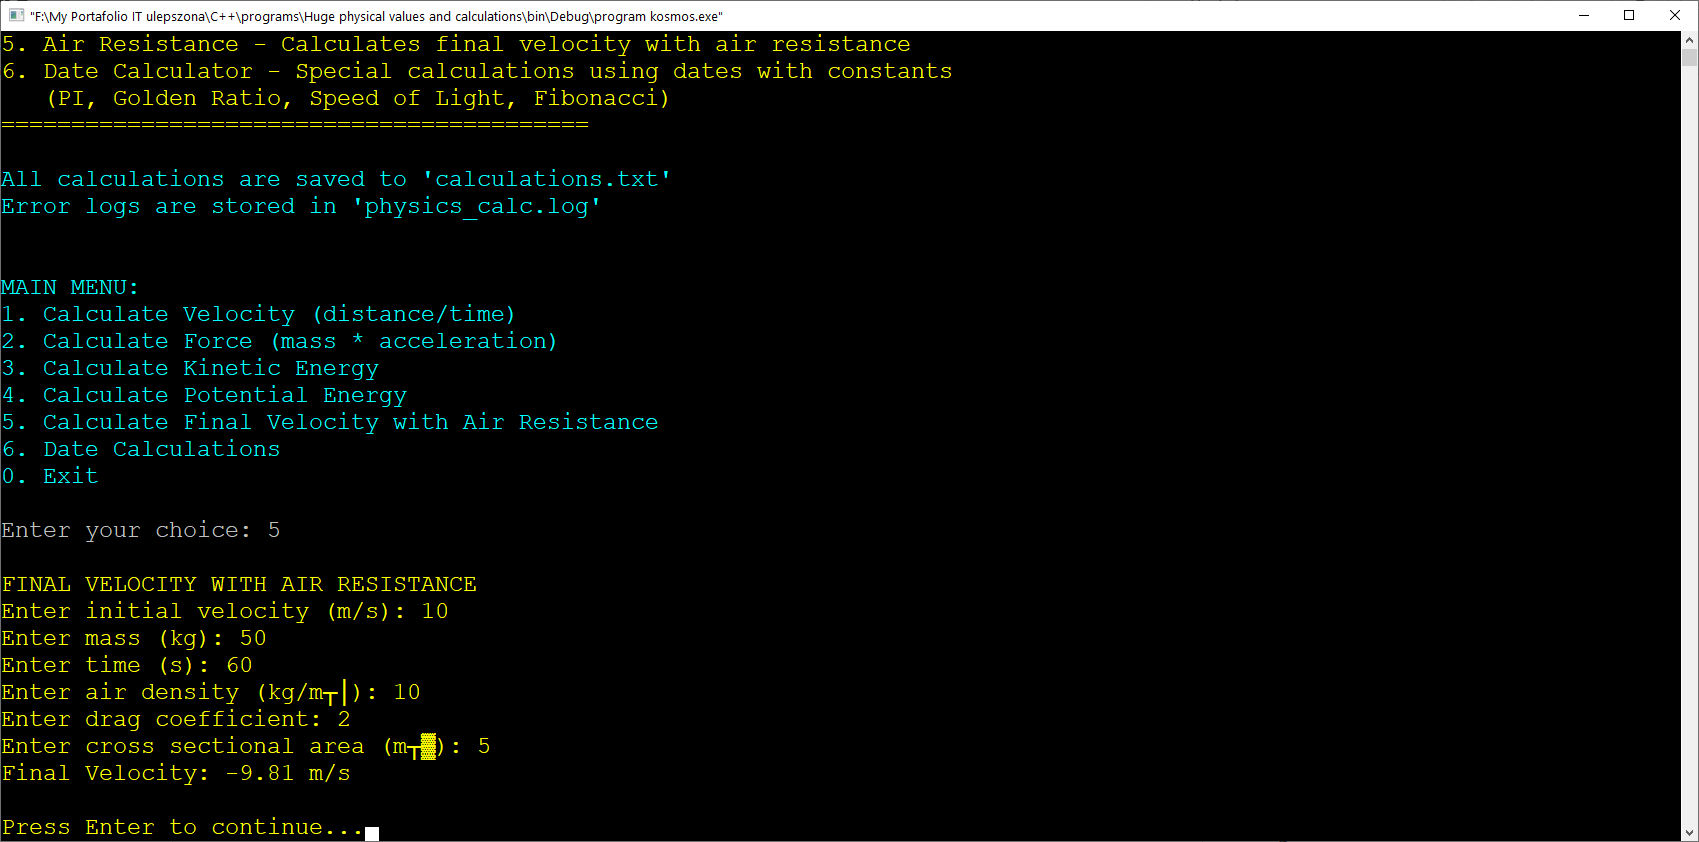 "F:\My Portafolio IT ulepszona\C++\programs\Huge physical values and calculations\bin\Debug\program kosmos.exe"
5. Air Resistance - Calculates final velocity with air resistance
6. Date Calculator - Special calculations using dates with constants
(PI, Golden Ratio, Speed of Light, Fibonacci)
==========================================
All calculations are saved to 'calculations.txt'
Error logs are stored in 'physics_calc.log'
MAIN MENU:
1. Calculate Velocity (distance/time)
2. Calculate Force (mass * acceleration)
3. Calculate Kinetic Energy
4. Calculate Potential Energy
5. Calculate Final Velocity with Air Resistance
6. Date Calculations
0. Exit
Enter your choice: 5
FINAL VELOCITY WITH AIR RESISTANCE
Enter initial velocity (m/s): 10
Enter mass (kg): 50
Enter time (s): 60
Enter air density (kg/m┬│): 10
Enter drag coefficient: 2
Enter cross sectional area (m┬▓): 5
Final Velocity: -9.81 m/s
Press Enter to continue...